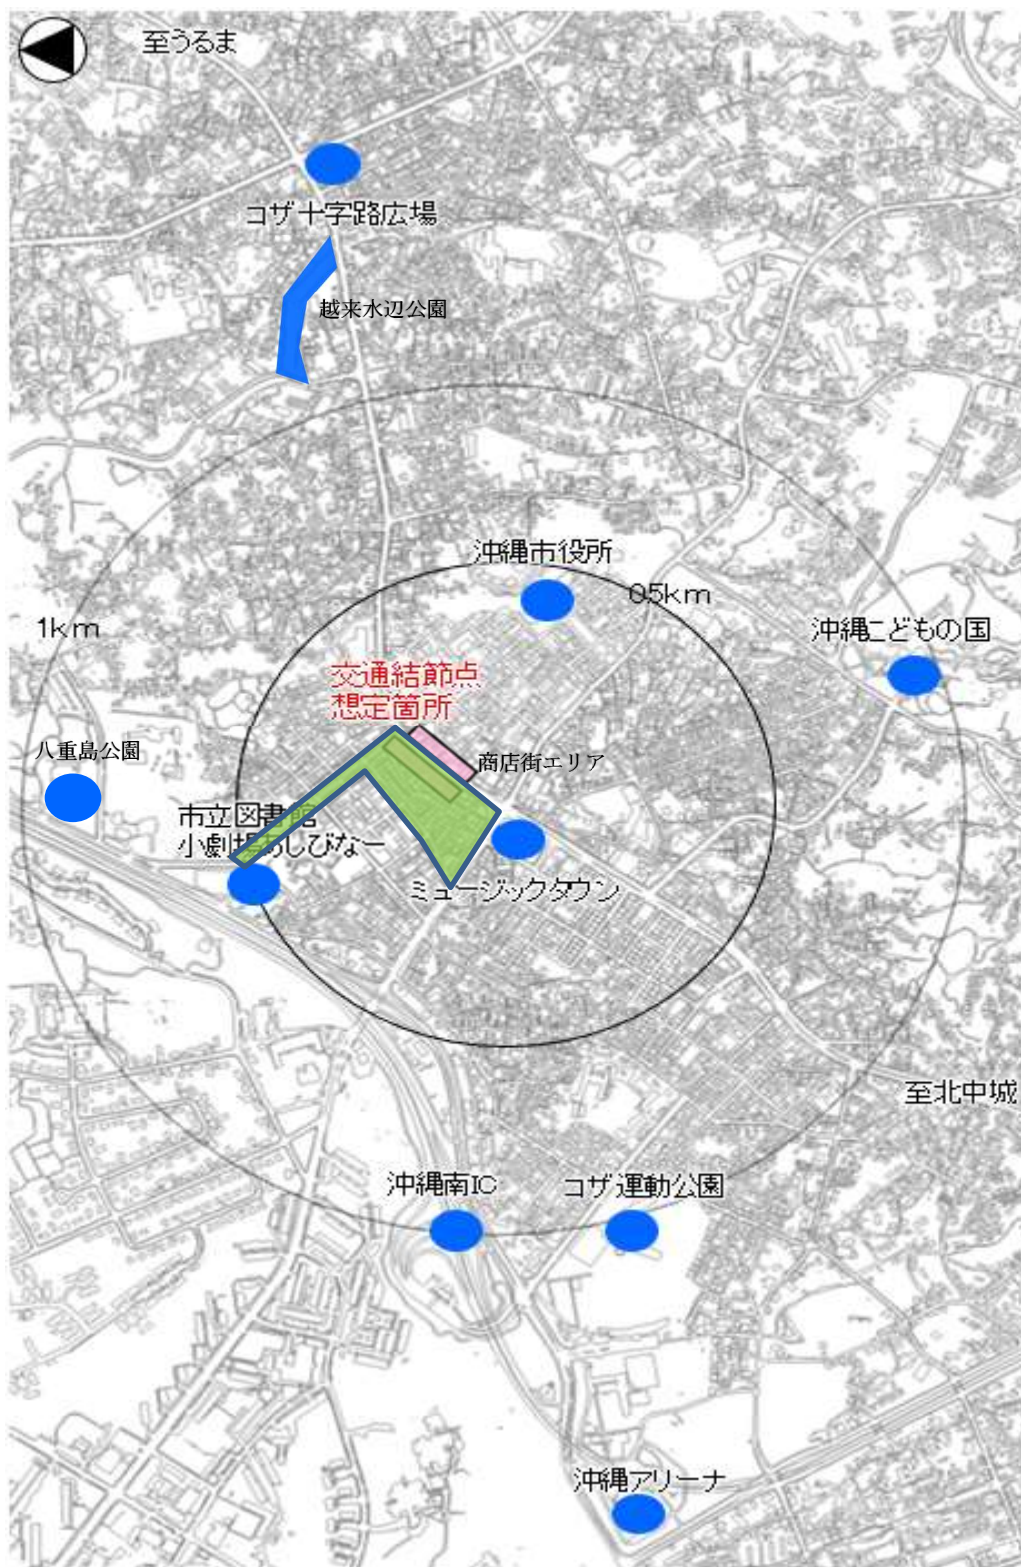 至うるま
コザ十字路広場
越来水辺公園
沖縄市役所
05km
1km
沖縄こどもの国
交通結節点
想定箇所
八重島公園
商店街エリア
市立図書館
小劇場あしびなー
ミュージックタウン
至北中城
沖縄南IC
コザ運動公園
沖縄アリーナ